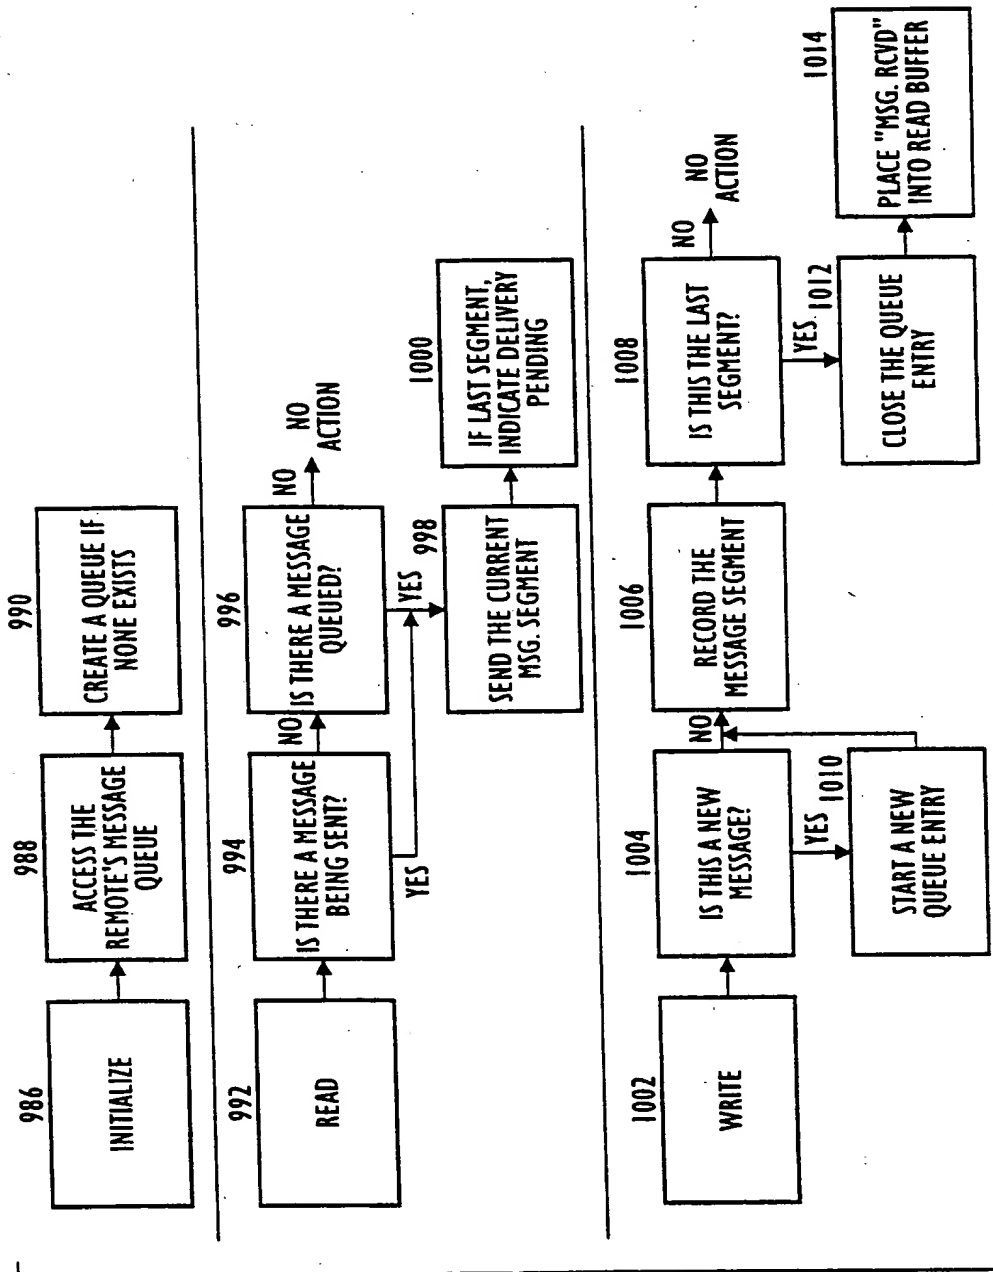 986
INITIALIZE
988
ACCESS THE
REMOTE'S MESSAGE
QUEUE
990
CREATE A QUEUE IF
NONE EXISTS
992
READ
994
IS THERE A MESSAGE
BEING SENT?
NO
YES
996
IS THERE A MESSAGE
QUEUED?
NO
NO
ACTION
YES
998
SEND THE CURRENT
MSG. SEGMENT
1000
IF LAST SEGMENT,
INDICATE DELIVERY
PENDING
1002
WRITE
1004
IS THIS A NEW
MESSAGE?
NO
YES
1010
START A NEW
QUEUE ENTRY
1006
RECORD THE
MESSAGE SEGMENT
1008
IS THIS THE LAST
SEGMENT?
NO
NO
ACTION
YES
1012
CLOSE THE QUEUE
ENTRY
1014
PLACE "MSG. RCVD"
INTO READ BUFFER